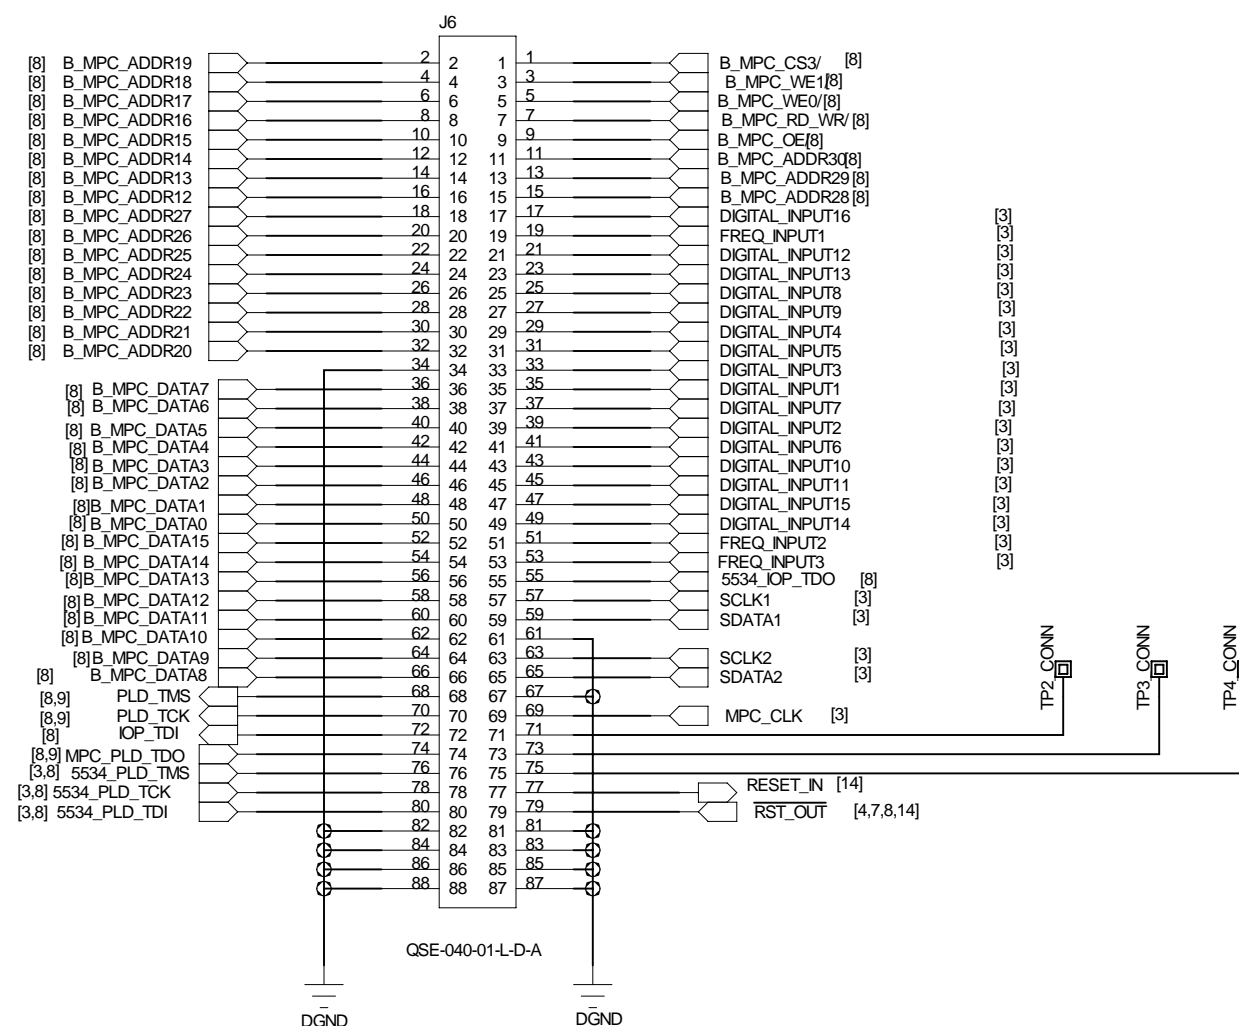 J6
[8] B_MPC_ADDR19 2 2 1 1 B_MPC_CS3/ [8]
[8] B_MPC_ADDR18 4 4 3 3 B_MPC_WE1/[8]
[8] B_MPC_ADDR17 6 6 5 5 B_MPC_WE0/[8]
[8] B_MPC_ADDR16 8 8 7 7 B_MPC_RD_WR/ [8]
[8] B_MPC_ADDR15 10 10 9 9 B_MPC_OE/[8]
[8] B_MPC_ADDR14 12 12 11 11 B_MPC_ADDR30[8]
[8] B_MPC_ADDR13 14 14 13 13 B_MPC_ADDR29 [8]
[8] B_MPC_ADDR12 16 16 15 15 B_MPC_ADDR28 [8]
[8] B_MPC_ADDR27 18 18 17 17 DIGITAL_INPUT16 [3]
[8] B_MPC_ADDR26 20 20 19 19 FREQ_INPUT1 [3]
[8] B_MPC_ADDR25 22 22 21 21 DIGITAL_INPUT12 [3]
[8] B_MPC_ADDR24 24 24 23 23 DIGITAL_INPUT13 [3]
[8] B_MPC_ADDR23 26 26 25 25 DIGITAL_INPUT8 [3]
[8] B_MPC_ADDR22 28 28 27 27 DIGITAL_INPUT9 [3]
[8] B_MPC_ADDR21 30 30 29 29 DIGITAL_INPUT4 [3]
[8] B_MPC_ADDR20 32 32 31 31 DIGITAL_INPUT5 [3]
34 34 33 33 DIGITAL_INPUT3 [3]
[8] B_MPC_DATA7 36 36 35 35 DIGITAL_INPUT1 [3]
[8] B_MPC_DATA6 38 38 37 37 DIGITAL_INPUT7 [3]
[8] B_MPC_DATA5 40 40 39 39 DIGITAL_INPUT2 [3]
[8] B_MPC_DATA4 42 42 41 41 DIGITAL_INPUT6 [3]
[8] B_MPC_DATA3 44 44 43 43 DIGITAL_INPUT10 [3]
[8] B_MPC_DATA2 46 46 45 45 DIGITAL_INPUT11 [3]
[8]B_MPC_DATA1 48 48 47 47 DIGITAL_INPUT15 [3]
[8] B_MPC_DATA0 50 50 49 49 DIGITAL_INPUT14 [3]
[8] B_MPC_DATA15 52 52 51 51 FREQ_INPUT2 [3]
[8] B_MPC_DATA14 54 54 53 53 FREQ_INPUT3 [3]
[8]B_MPC_DATA13 56 56 55 55 5534_IOP_TDO [8]
[8] B_MPC_DATA12 58 58 57 57 SCLK1 [3]
[8] B_MPC_DATA11 60 60 59 59 SDATA1 [3]
[8] B_MPC_DATA10 62 62 61 61
[8] B_MPC_DATA9 64 64 63 63 SCLK2 [3]
[8] B_MPC_DATA8 66 66 65 65 SDATA2 [3]
[8,9] PLD_TMS 68 68 67 67
[8,9] PLD_TCK 70 70 69 69 MPC_CLK [3]
[8] IOP_TDI 72 72 71 71
[8,9] MPC_PLD_TDO 74 74 73 73
[3,8] 5534_PLD_TMS 76 76 75 75
[3,8] 5534_PLD_TCK 78 78 77 77 RESET_IN [14]
[3,8] 5534_PLD_TDI 80 80 79 79 RST_OUT [4,7,8,14]
82 82 81 81
84 84 83 83
86 86 85 85
88 88 87 87
TP2_CONN
TP3_CONN
TP4_CONN
QSE-040-01-L-D-A
DGND
DGND